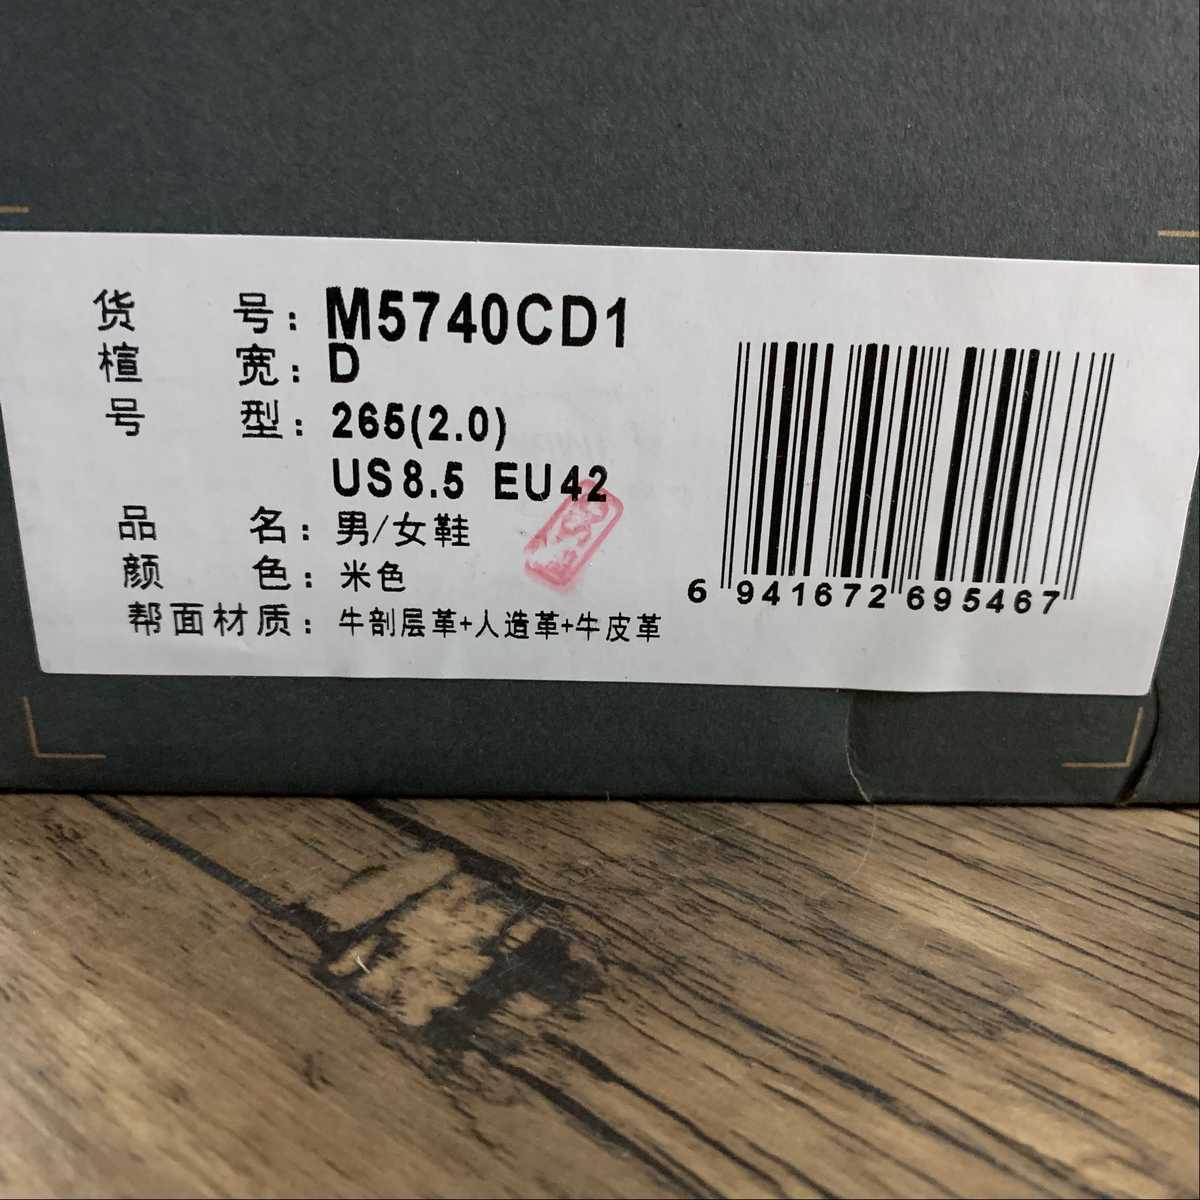 货号：M5740CD1
楦宽：D
号型：265(2.0)
US8.5 EU42
品名：男/女鞋
颜色：米色
帮面材质：牛剖层革+人造革+牛皮革
6 941672 695467